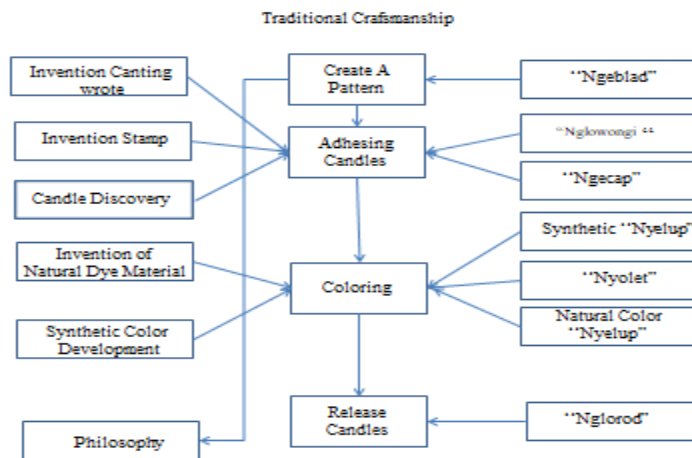 Traditional Crafsmanship
Invention Canting
wrote
Create A
Pattern
"Ngeblad"
Invention Stamp
Adhesing
Candles
"Nglowongi "
"Ngecap"
Candle Discovery
Synthetic "Nyelup"
Invention of
Natural Dye Material
Coloring
"Nyolet"
Natural Color
"Nyelup"
Synthetic Color
Development
Release
Candles
"Nglorod"
Philosophy